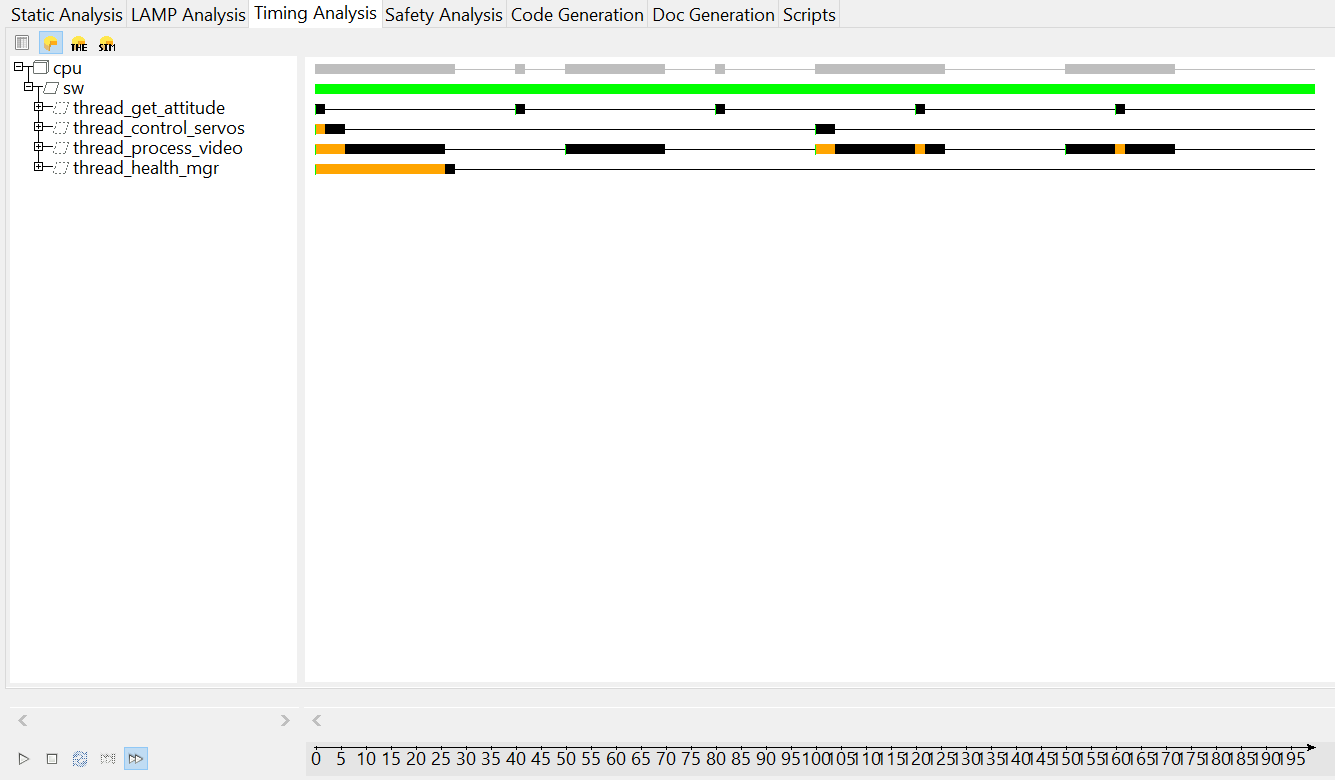 Static Analysis LAMP Analysis Timing Analysis Safety Analysis Code Generation Doc Generation Scripts
THE SIM
cpu
sw
thread_get_attitude
thread_control_servos
thread_process_video
thread_health_mgr
0 5 10 15 20 25 30 35 40 45 50 55 60 65 70 75 80 85 90 95 100 105 110 115 120 125 130 135 140 145 150 155 160 165 170 175 180 185 190 195